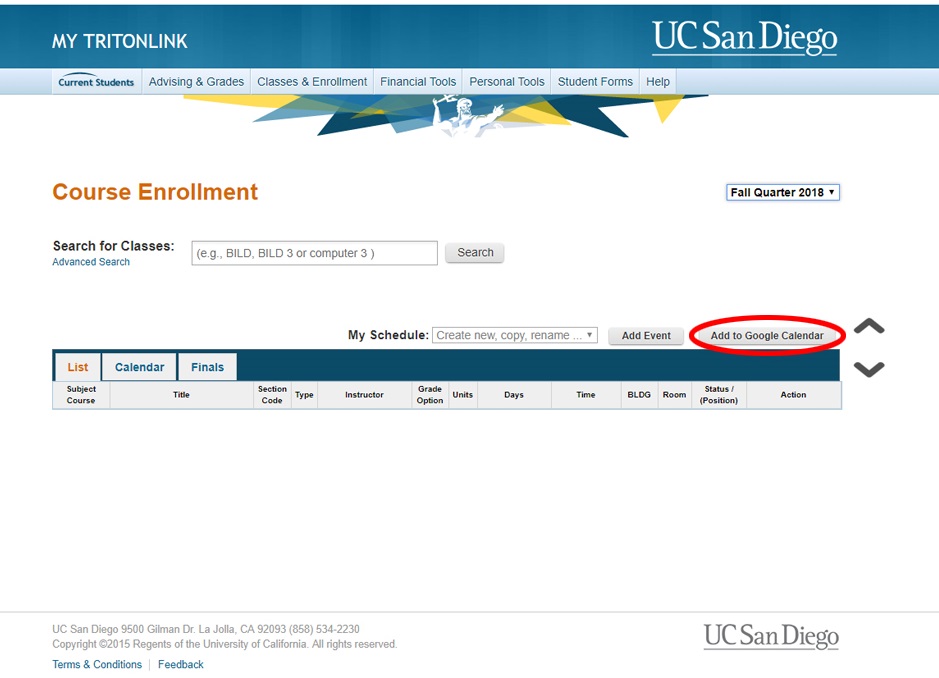 MY TRITONLINK
UC San Diego
Current Students Advising & Grades Classes & Enrollment Financial Tools Personal Tools Student Forms Help
Course Enrollment
Fall Quarter 2018 ▼
Search for Classes:
(e.g., BILD, BILD 3 or computer 3 )
Search
Advanced Search
My Schedule: Create new, copy, rename ... ▼ Add Event Add to Google Calendar
List Calendar Finals
Subject Course Title Section Code Type Instructor Grade Option Units Days Time BLDG Room Status / (Position) Action
UC San Diego 9500 Gilman Dr. La Jolla, CA 92093 (858) 534-2230
Copyright ©2015 Regents of the University of California. All rights reserved.
Terms & Conditions Feedback
UC San Diego